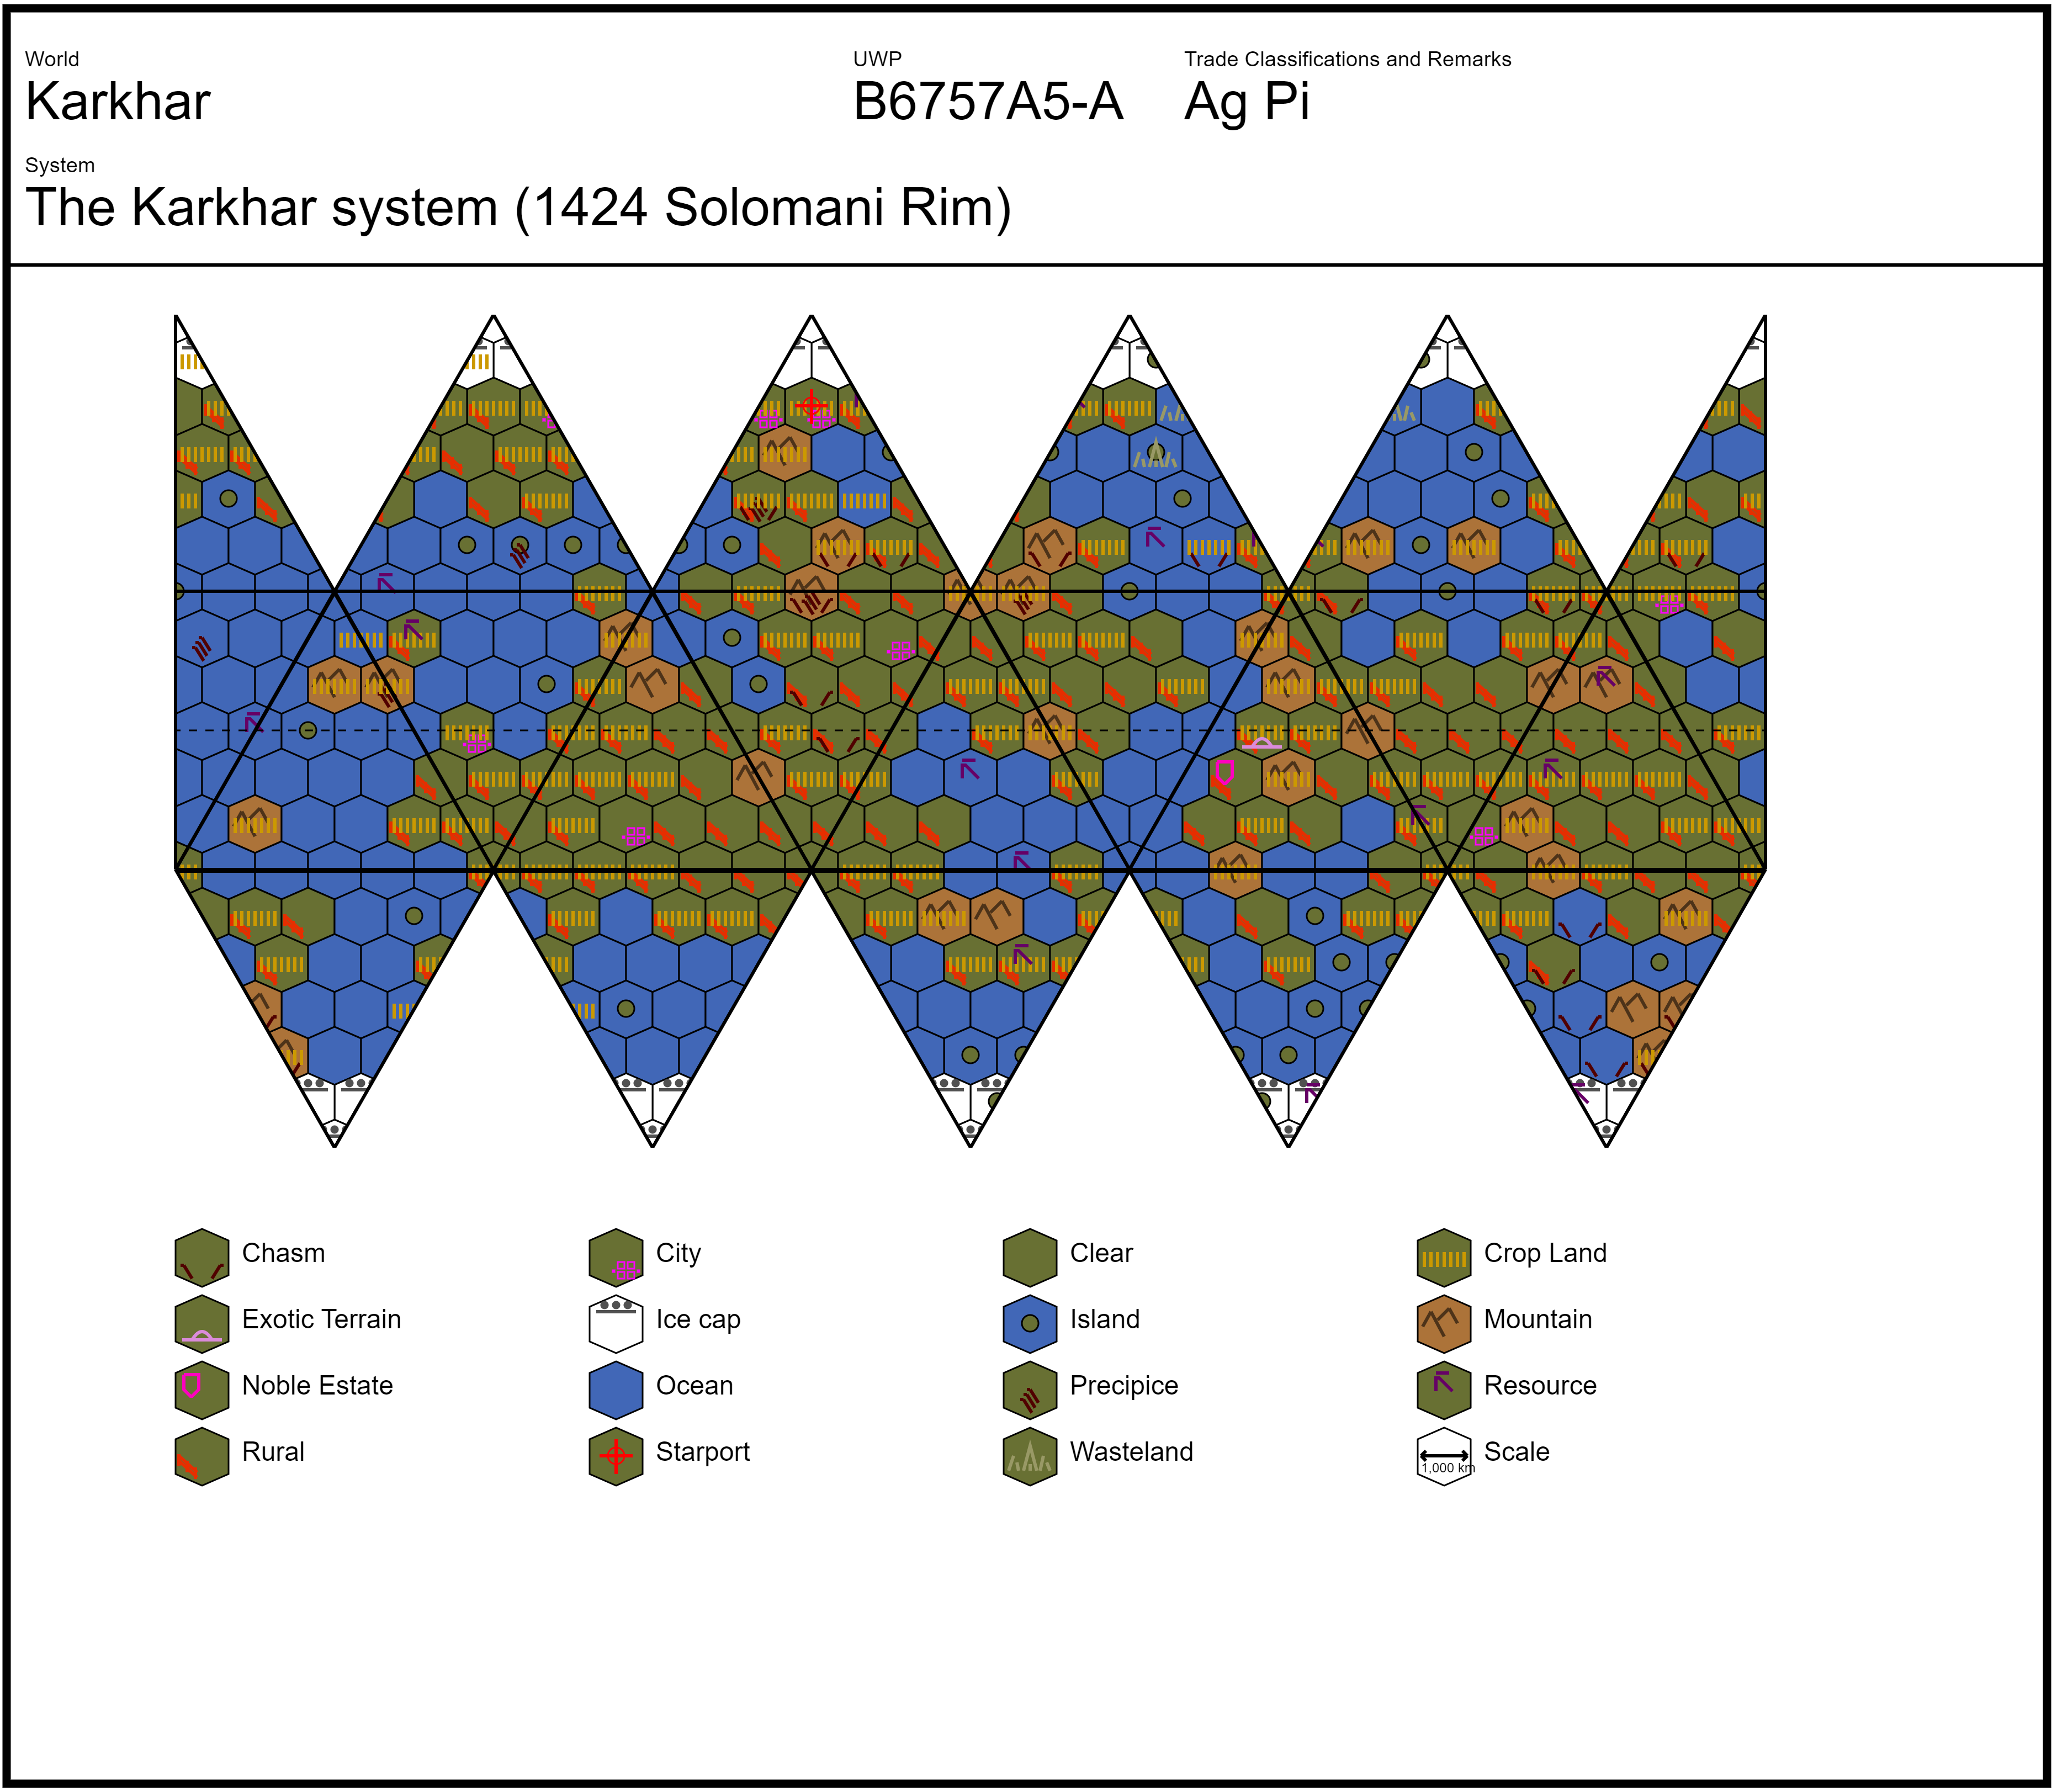 World
UWP
Trade Classifications and Remarks
Karkhar
B6757A5-A
Ag Pi
System
The Karkhar system (1424 Solomani Rim)
Chasm
City
Clear
Crop Land
Exotic Terrain
Ice cap
Island
Mountain
Noble Estate
Ocean
Precipice
Resource
Rural
Starport
Wasteland
Scale
1,000 km